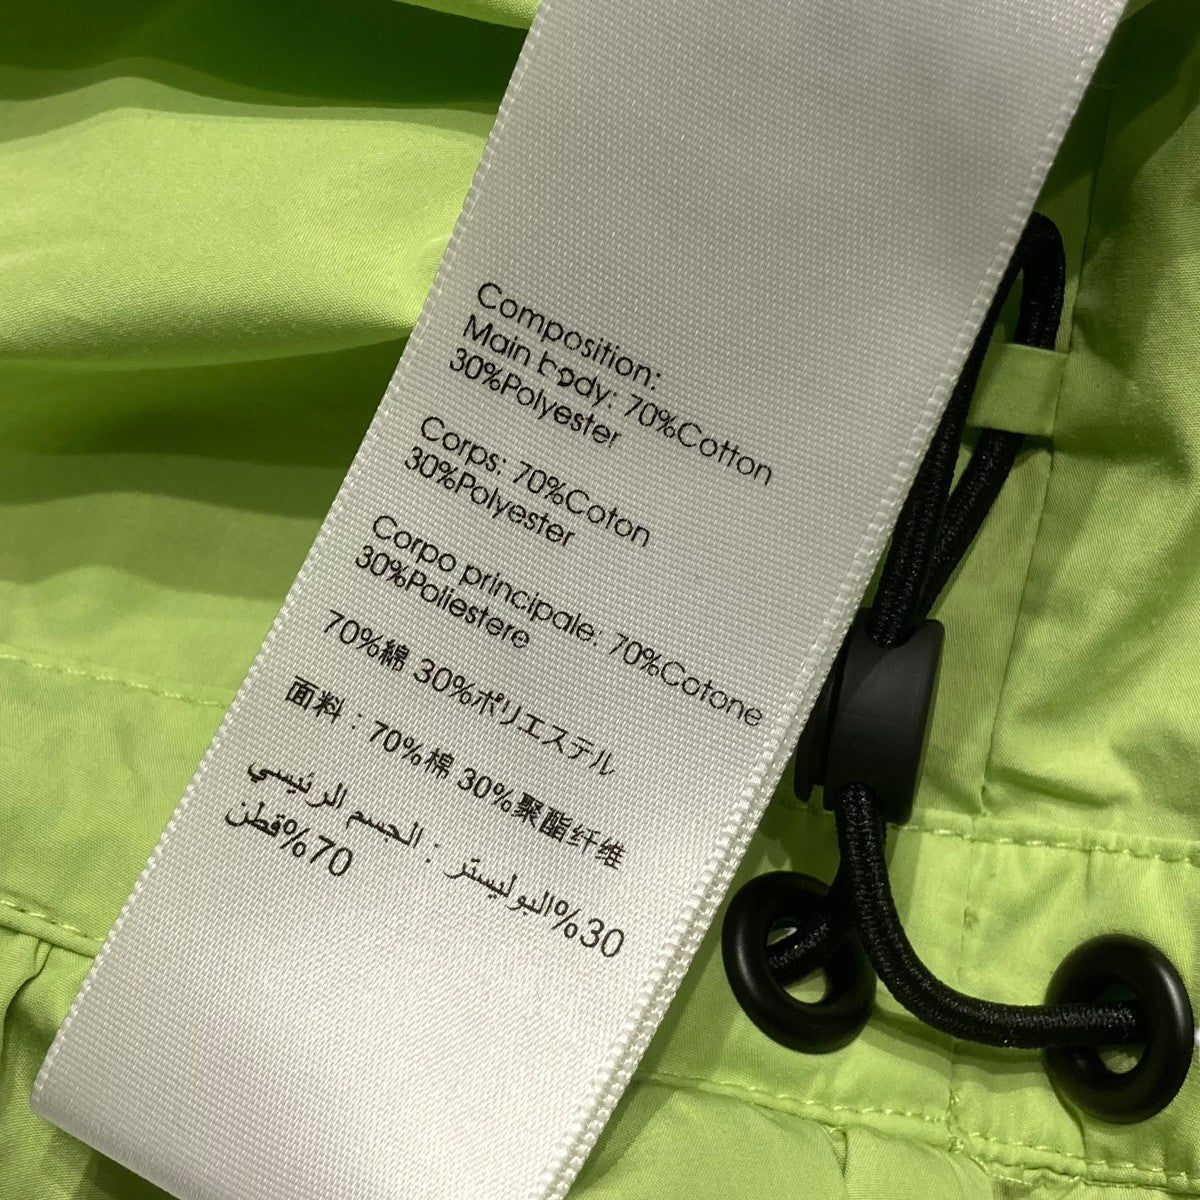 Composition:
Main body: 70%Cotton
30%Polyester
Corps: 70%Coton
30%Polyester
Corpo principale: 70%Cotone
30%Poliestere
70%綿 30%ポリエステル
面料：70%棉 30%聚酯纤维
30%البوليستر : الجسم الرئيسي
70%قطن